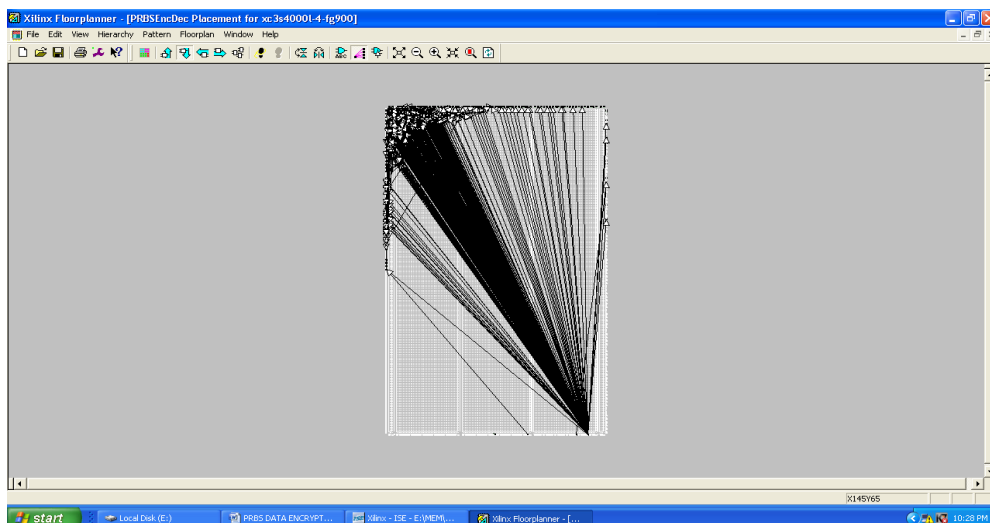 Xilinx Floorplanner - [PRBSEncDec Placement for xc3s4000l-4-fg900]
File Edit View Hierarchy Pattern Floorplan Window Help
X145Y65
start Local Disk (E:) PRBS DATA ENCRYPT... Xilinx - ISE - E:\MEM\... Xilinx Floorplanner - [... 10:28 PM